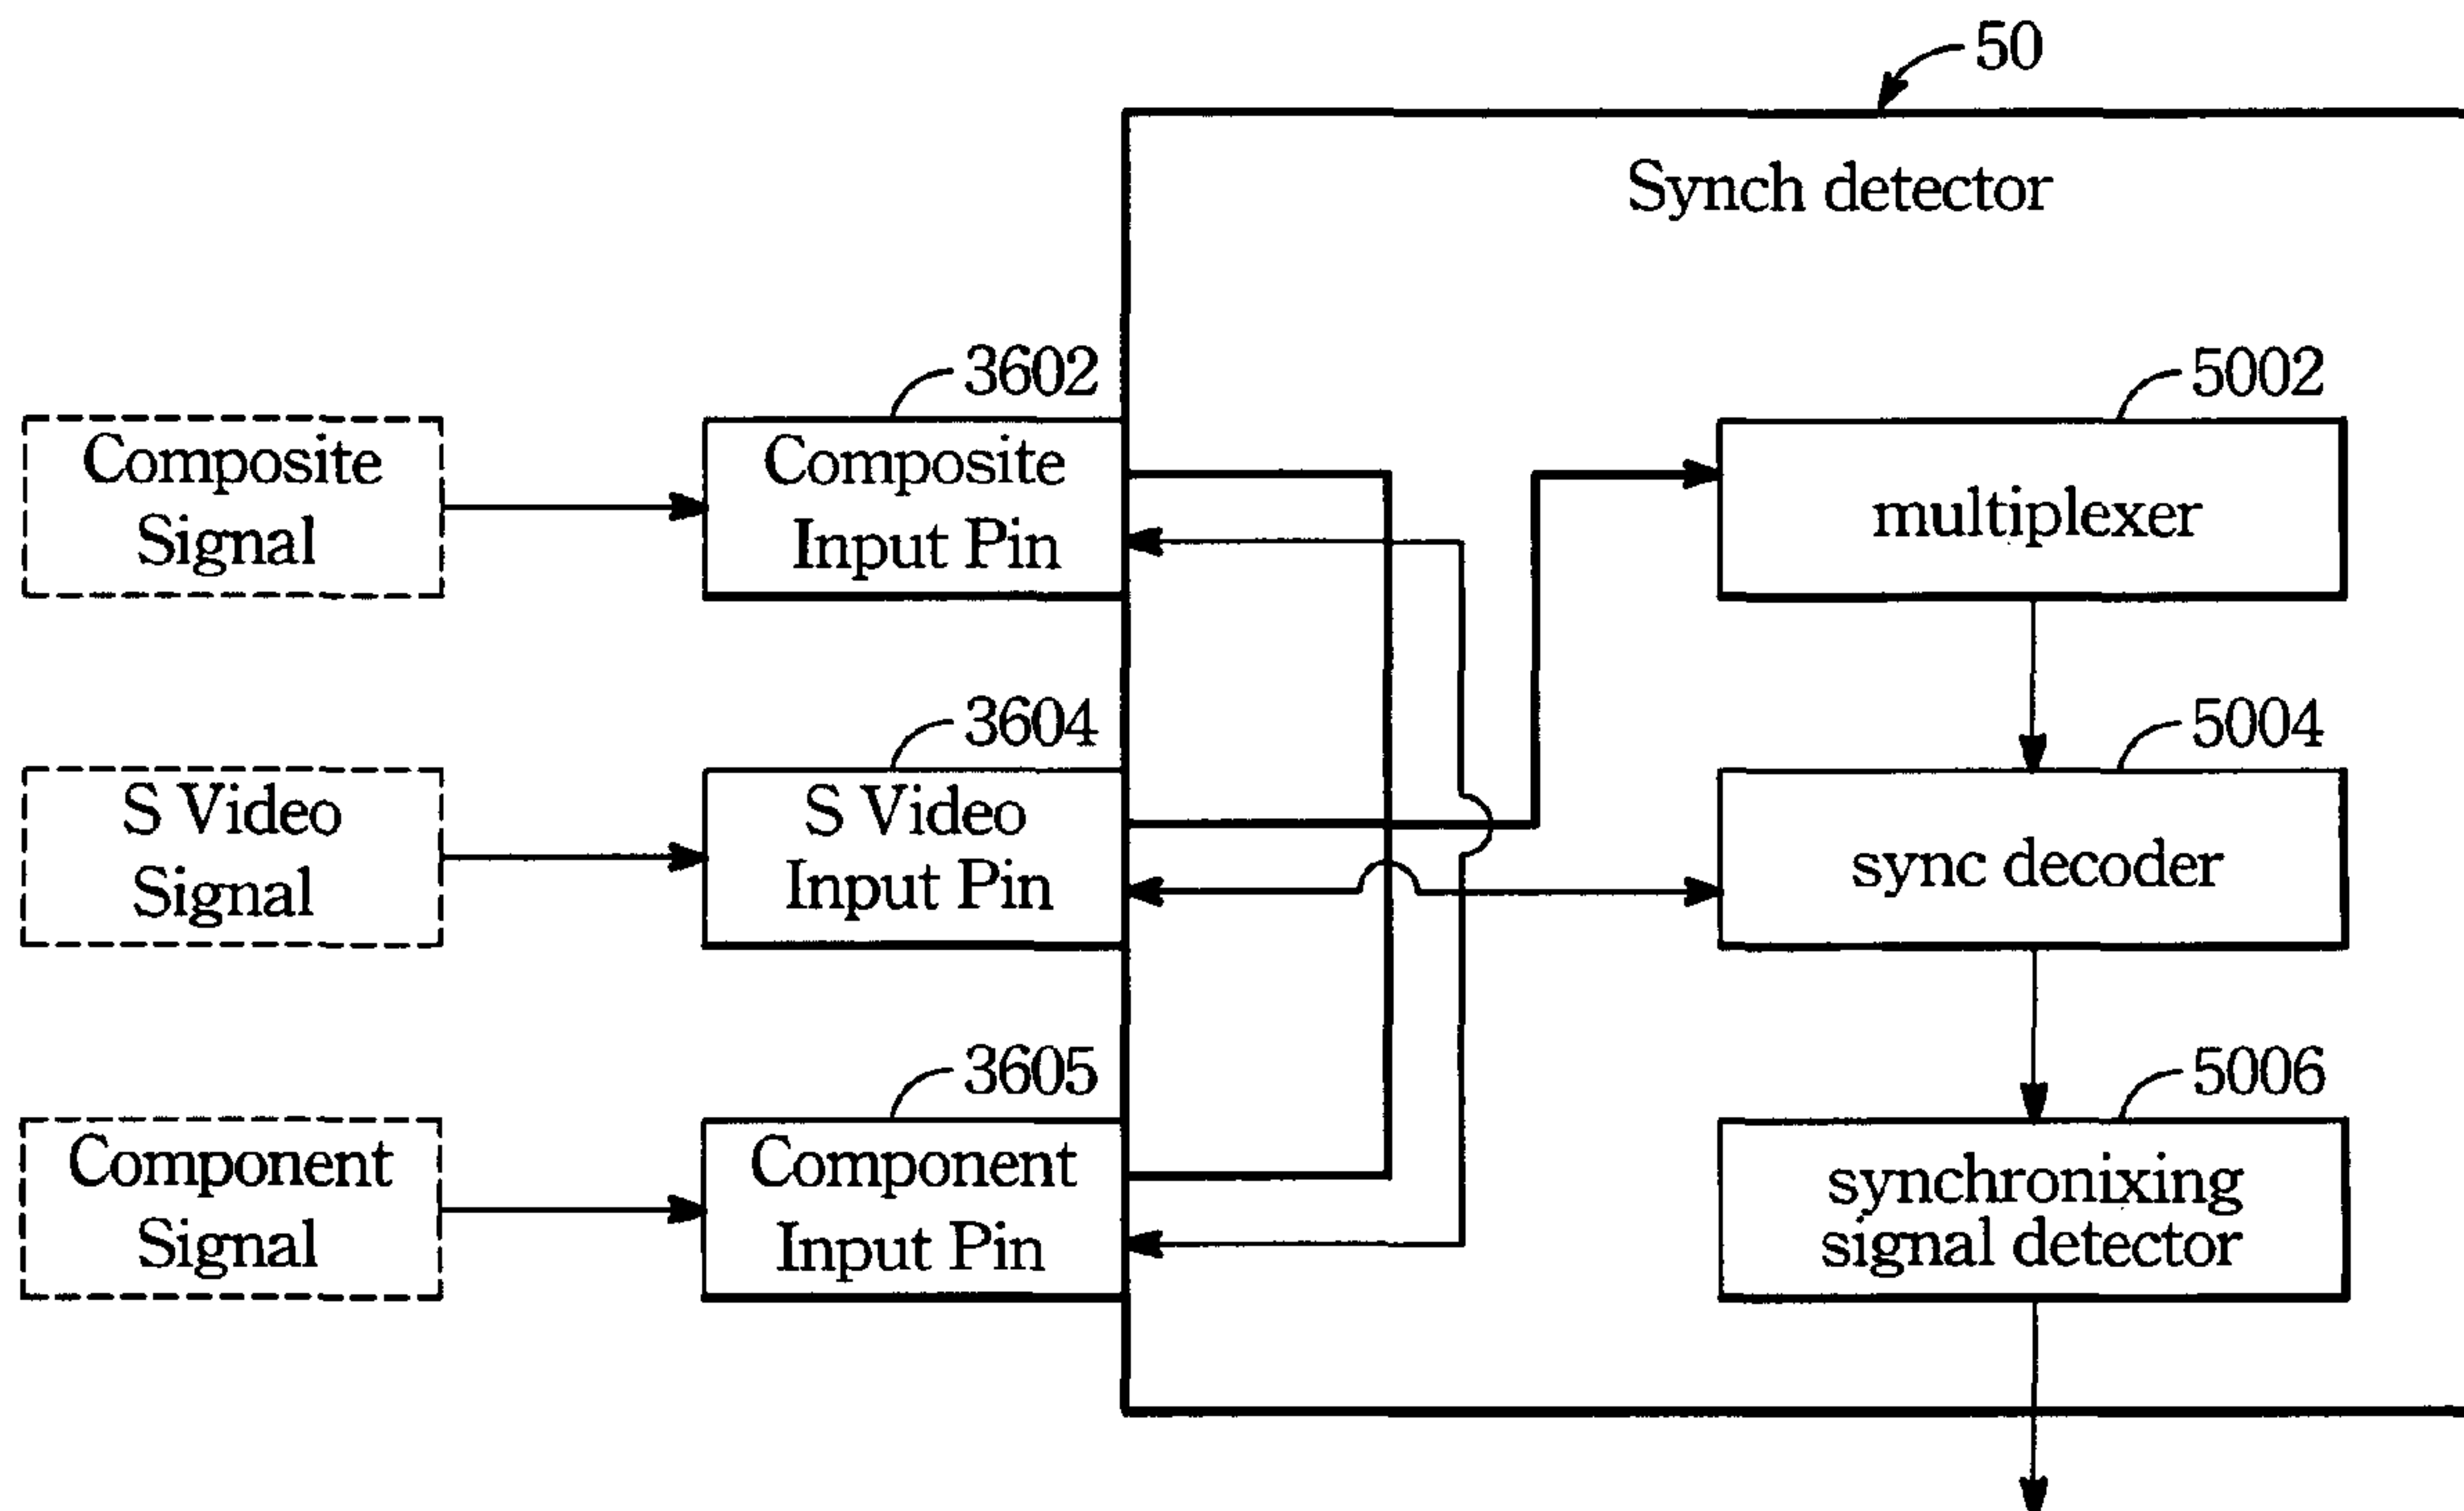 50
Synch detector
3602
5002
Composite
Signal
Composite
Input Pin
multiplexer
3604
5004
S Video
Signal
S Video
Input Pin
sync decoder
3605
5006
Component
Signal
Component
Input Pin
synchronixing
signal detector